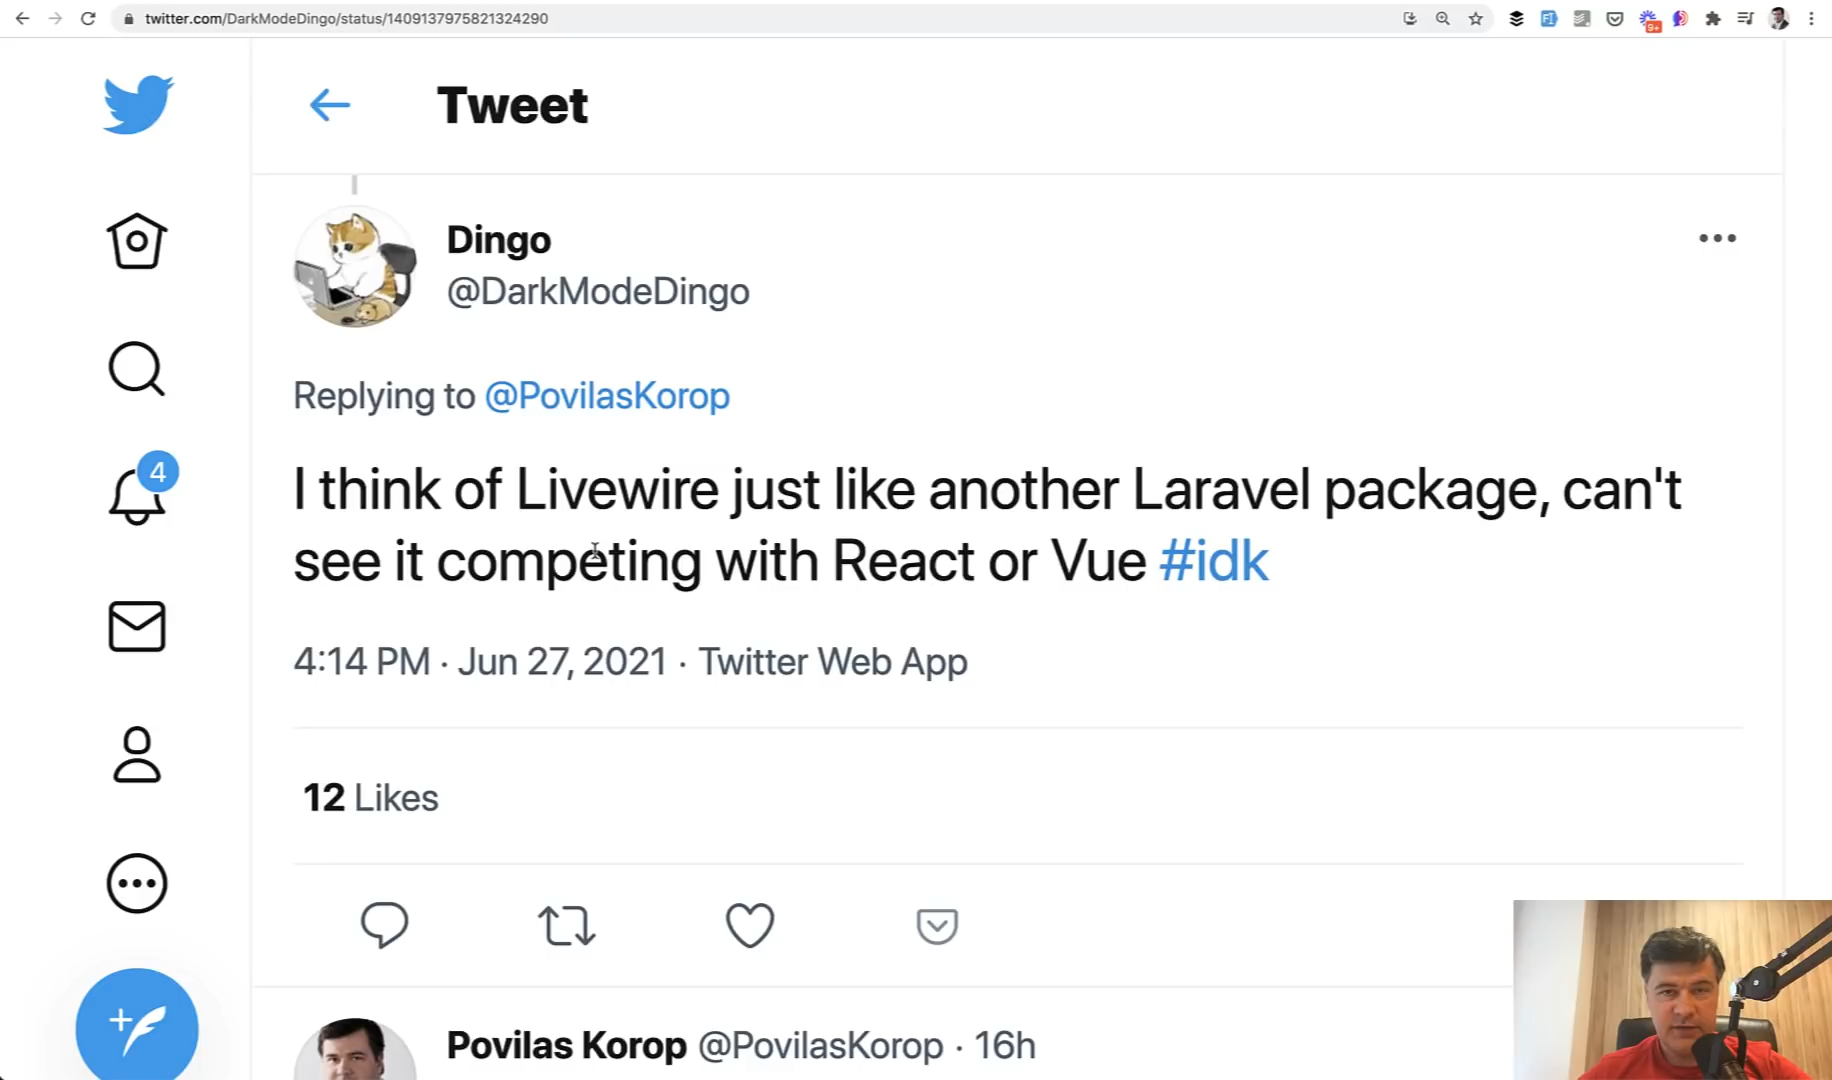 twitter.com/DarkModeDingo/status/1409137975821324290
9+
Tweet
Dingo
@DarkModeDingo
Replying to @PovilasKorop
4
I think of Livewire just like another Laravel package, can't
see it competing with React or Vue #idk
4:14 PM · Jun 27, 2021 · Twitter Web App
12 Likes
Povilas Korop @PovilasKorop · 16h